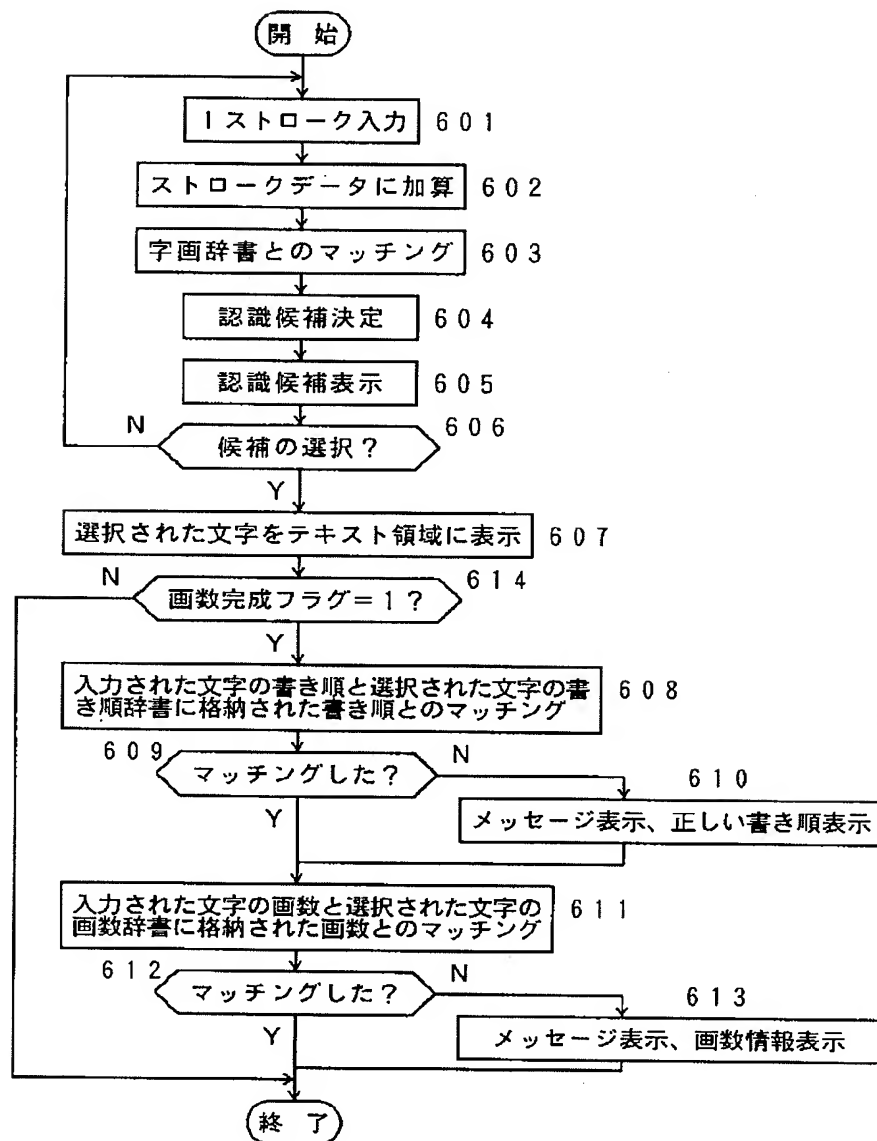 開 始
1ストローク入力 601
ストロークデータに加算 602
字画辞書とのマッチング 603
認識候補決定 604
認識候補表示 605
N 候補の選択? 606
Y
選択された文字をテキスト領域に表示 607
N 画数完成フラグ=1? 614
Y
入力された文字の書き順と選択された文字の書
き順辞書に格納された書き順とのマッチング 608
609 マッチングした? N
Y
610
メッセージ表示、正しい書き順表示
入力された文字の画数と選択された文字の
画数辞書に格納された画数とのマッチング 611
612 マッチングした? N
Y
613
メッセージ表示、画数情報表示
終 了